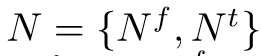 N = {N^f, N^t}